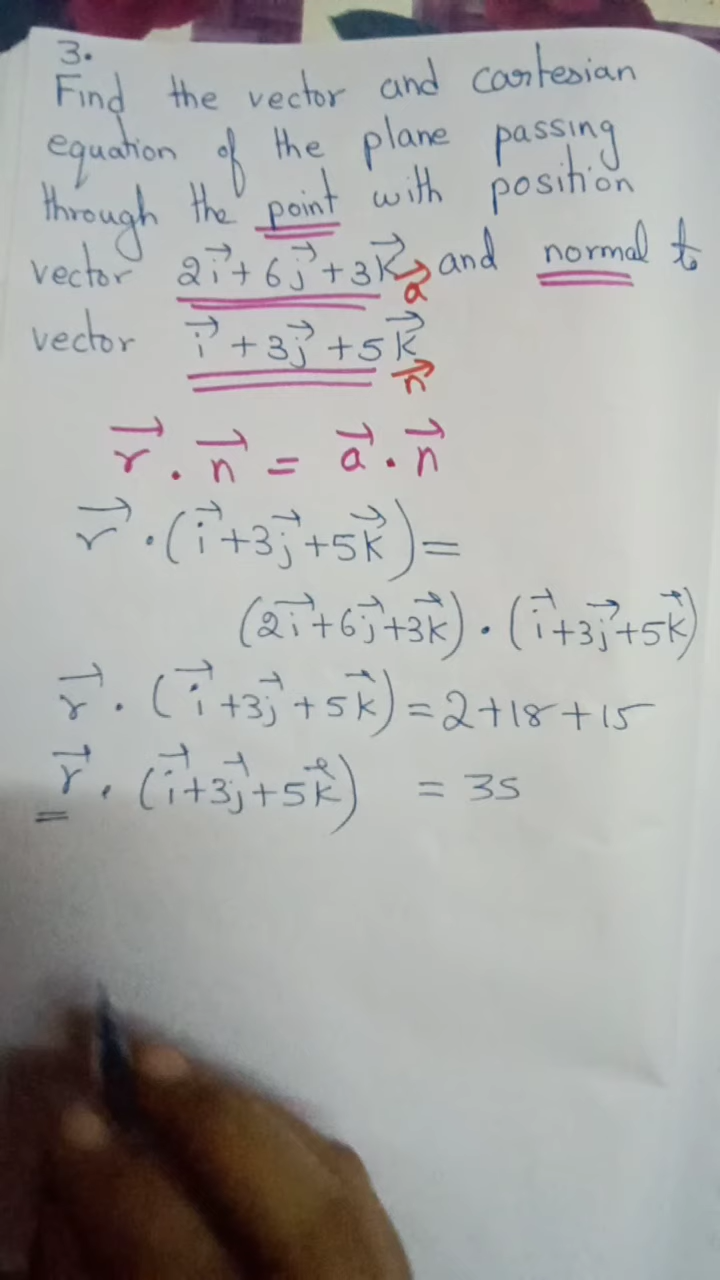 3.
Find the vector and cartesian
equation of the plane passing
through the point with position
vector 2i⃗ + 6j⃗ + 3k⃗ a⃗ and normal to
vector i⃗ + 3j⃗ + 5k⃗ n⃗
r⃗ . n⃗ = a⃗ . n⃗
r⃗ . (i⃗ + 3j⃗ + 5k⃗) =
(2i⃗ + 6j⃗ + 3k⃗) . (i⃗ + 3j⃗ + 5k⃗)
r⃗ . (i⃗ + 3j⃗ + 5k⃗) = 2 + 18 + 15
r⃗ . (i⃗ + 3j⃗ + 5k⃗) = 35